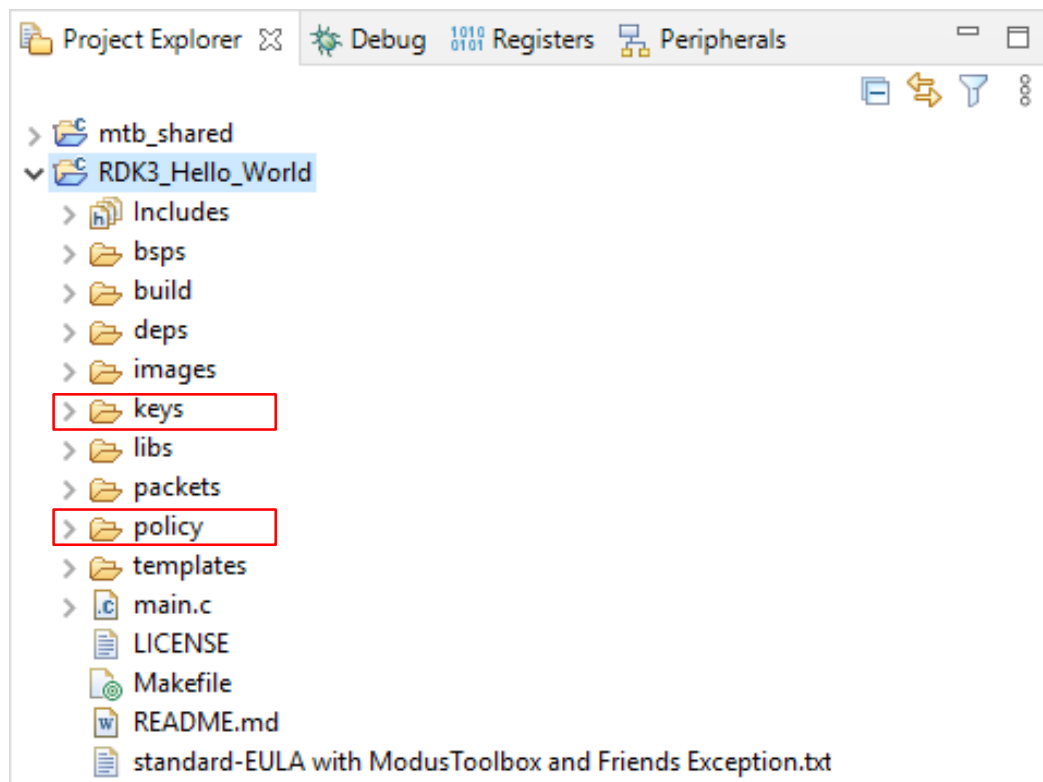 Project Explorer Debug 1010 0101 Registers Peripherals
C mtb_shared
C RDK3_Hello_World
h Includes
bsps
build
deps
images
keys
libs
packets
policy
templates
.c main.c
LICENSE
Makefile
w README.md
standard-EULA with ModusToolbox and Friends Exception.txt